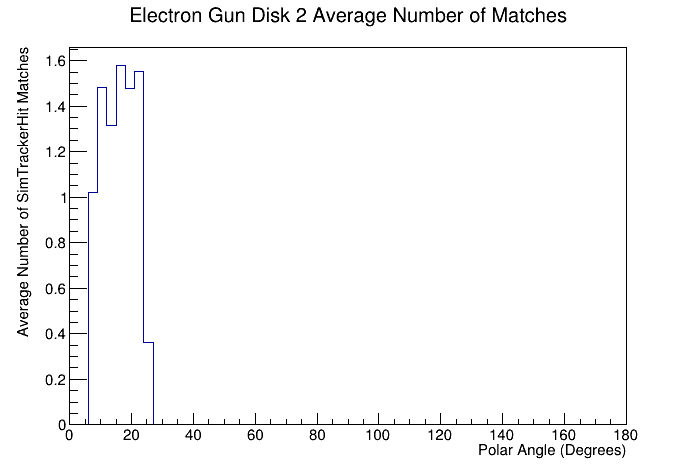 Electron Gun Disk 2 Average Number of Matches
Average Number of SimTrackerHit Matches
1.6
1.4
1.2
1
0.8
0.6
0.4
0.2
0
0 20 40 60 80 100 120 140 160 180
Polar Angle (Degrees)